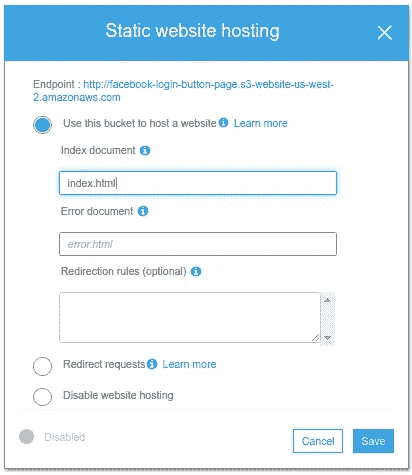 Static website hosting
Endpoint : http://facebook-login-button-page.s3-website-us-west-
2.amazonaws.com
Use this bucket to host a website Learn more
Index document
index.html
Error document
error.html
Redirection rules (optional)
Redirect requests Learn more
Disable website hosting
Disabled
Cancel
Save